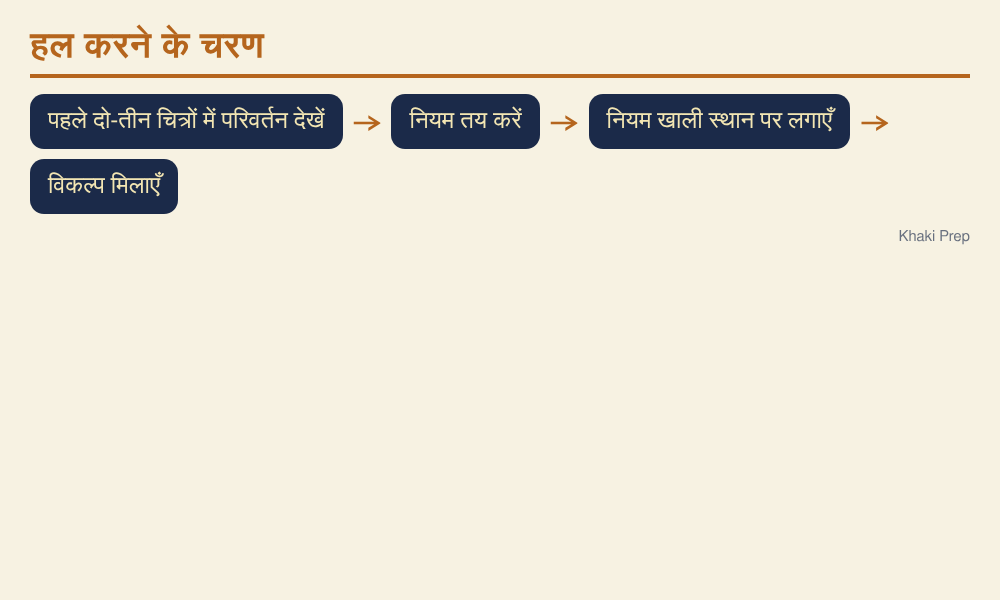 हल करने के चरण
पहले दो-तीन चित्रों में परिवर्तन देखें → नियम तय करें → नियम खाली स्थान पर लगाएँ →
विकल्प मिलाएँ
Khaki Prep